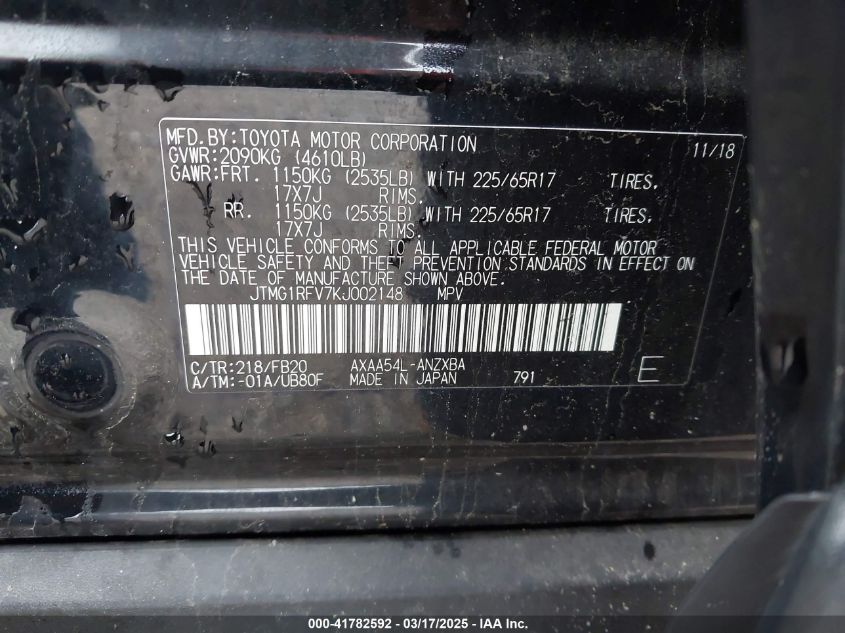 MFD.BY:TOYOTA MOTOR CORPORATION 11/18
GVWR:2090KG (4610LB)
GAWR:FRT. 1150KG (2535LB) WITH 225/65R17 TIRES.
17X7J RIMS.
RR. 1150KG (2535LB) WITH 225/65R17 TIRES.
17X7J RIMS.
THIS VEHICLE CONFORMS TO ALL APPLICABLE FEDERAL MOTOR
VEHICLE SAFETY AND THEFT PREVENTION STANDARDS IN EFFECT ON
THE DATE OF MANUFACTURE SHOWN ABOVE.
JTMG1RFV7KJ002148 MPV
C/TR:218/FB20 AXAA54L-ANZXBA
A/TM:-01A/UB80F MADE IN JAPAN 791 E
000-41782592 - 03/17/2025 - IAA Inc.